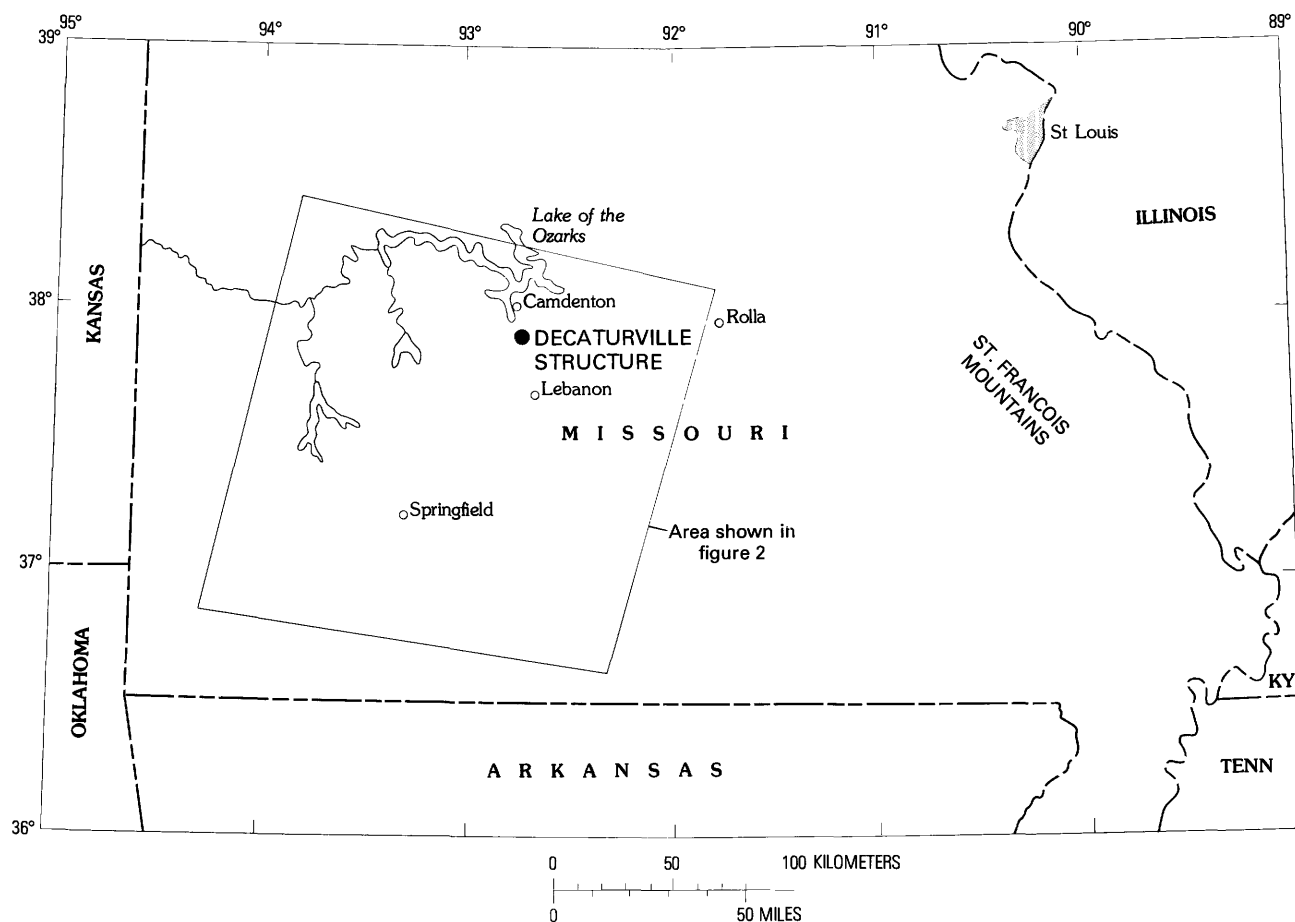 95°
94°
93°
92°
91°
90°
89°
39°
St Louis
Lake of the
Ozarks
ILLINOIS
KANSAS
38°
Camdenton
Rolla
DECATURVILLE
STRUCTURE
ST. FRANCOIS
MOUNTAINS
Lebanon
MISSOURI
Springfield
Area shown in
figure 2
37°
OKLAHOMA
KY
ARKANSAS
TENN
36°
0 50 100 KILOMETERS
0 50 MILES